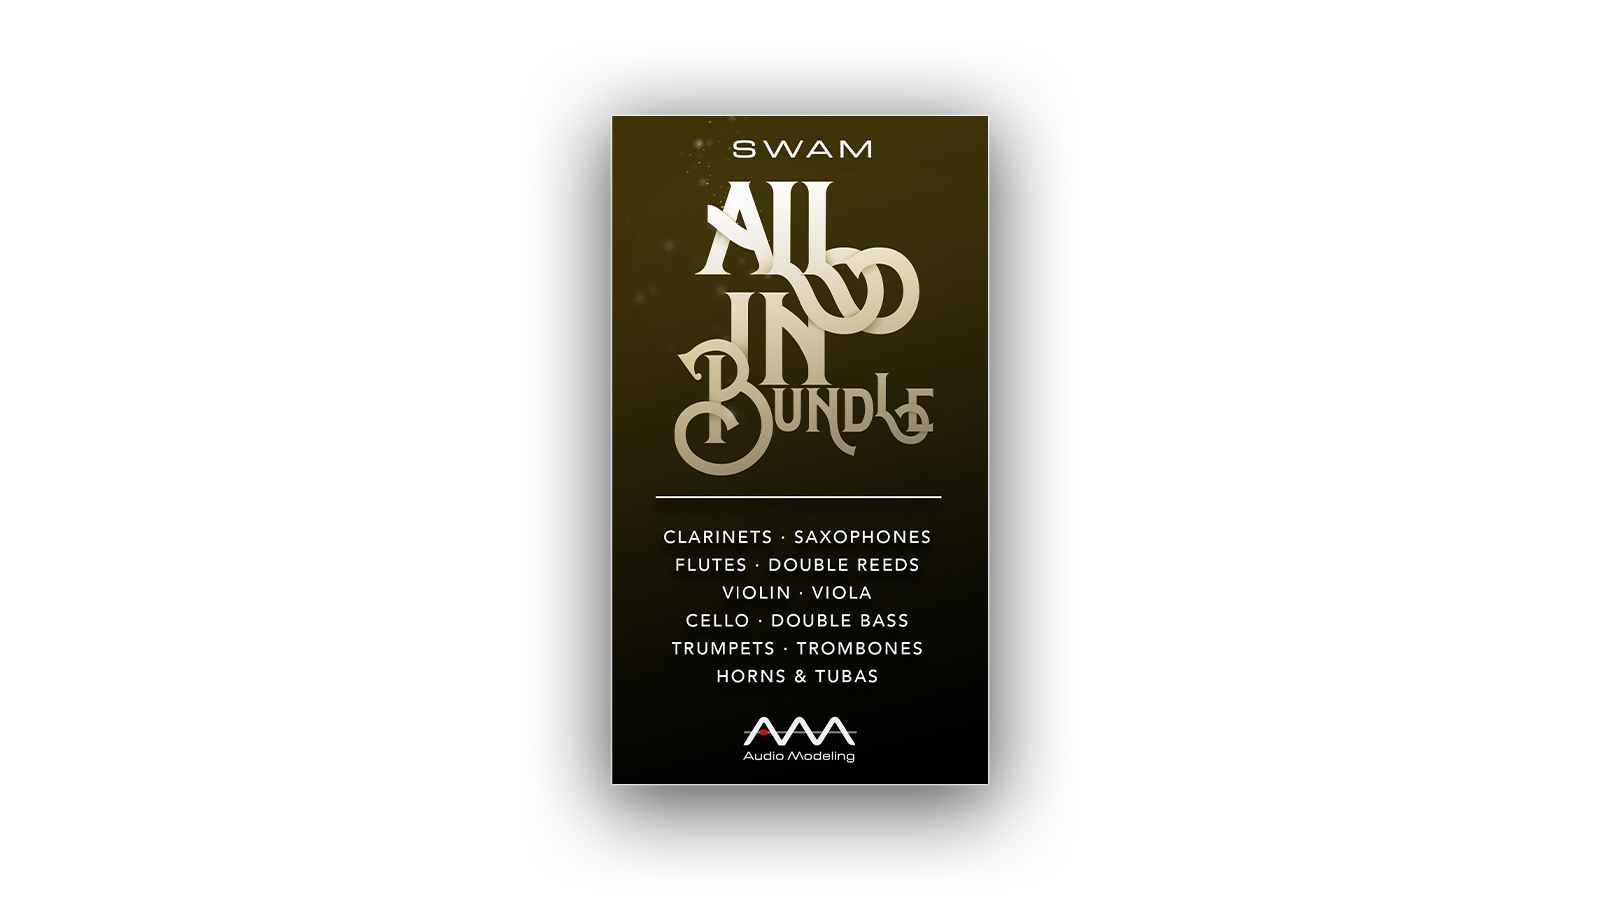 SWAM
ALL
IN
BUNDLE
CLARINETS · SAXOPHONES
FLUTES · DOUBLE REEDS
VIOLIN · VIOLA
CELLO · DOUBLE BASS
TRUMPETS · TROMBONES
HORNS & TUBAS
Audio Modeling